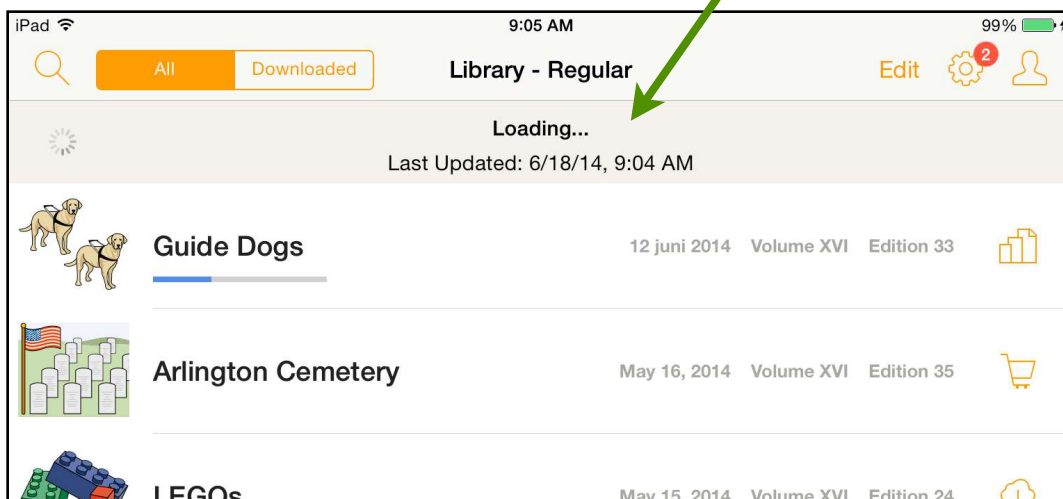 iPad 9:05 AM 99%
All Downloaded Library - Regular Edit 2
Loading...
Last Updated: 6/18/14, 9:04 AM
Guide Dogs 12 juni 2014 Volume XVI Edition 33
Arlington Cemetery May 16, 2014 Volume XVI Edition 35
LEGOs May 15, 2014 Volume XVI Edition 24